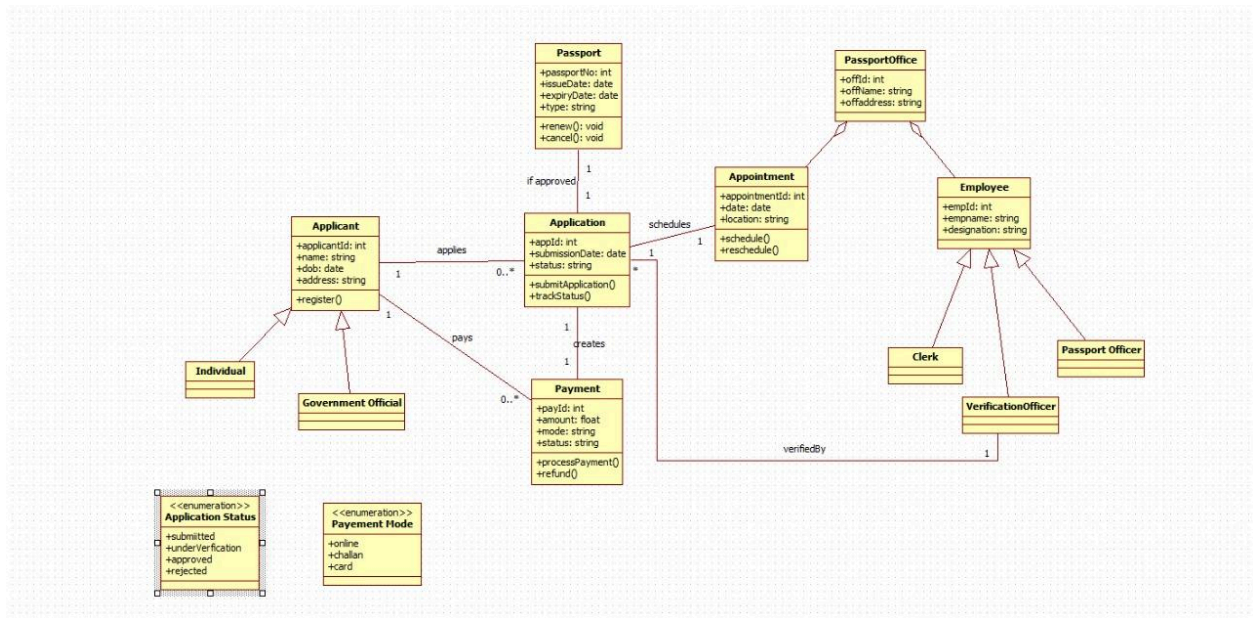 Passport
+passportNo: int
+issueDate: date
+expiryDate: date
+type: string
+renew(): void
+cancel(): void
PassportOffice
+offId: int
+offName: string
+offaddress: string
1
if approved
1
Appointment
+appointmentId: int
+date: date
+location: string
+schedule()
+reschedule()
Employee
+empId: int
+empname: string
+designation: string
Applicant
+applicantId: int
+name: string
+dob: date
+address: string
+register()
applies
1
0..*
Application
+appId: int
+submissionDate: date
+status: string
+submitApplication()
+trackStatus()
schedules
1
1
*
1
pays
0..*
1
creates
1
Individual
Government Official
Payment
+payId: int
+amount: float
+mode: string
+status: string
+processPayment()
+refund()
Clerk
Passport Officer
VerificationOfficer
verifiedBy
1
<<enumeration>>
Application Status
+submitted
+underVerfication
+approved
+rejected
<<enumeration>>
Payement Mode
+online
+challan
+card